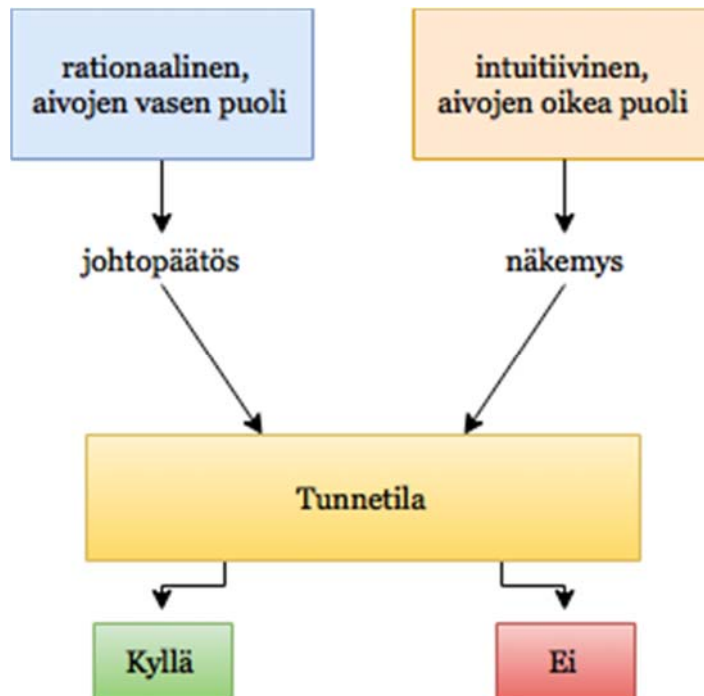 rationaalinen,
aivojen vasen puoli
intuitiivinen,
aivojen oikea puoli
johtopäätös
näkemys
Tunnetila
Kyllä
Ei